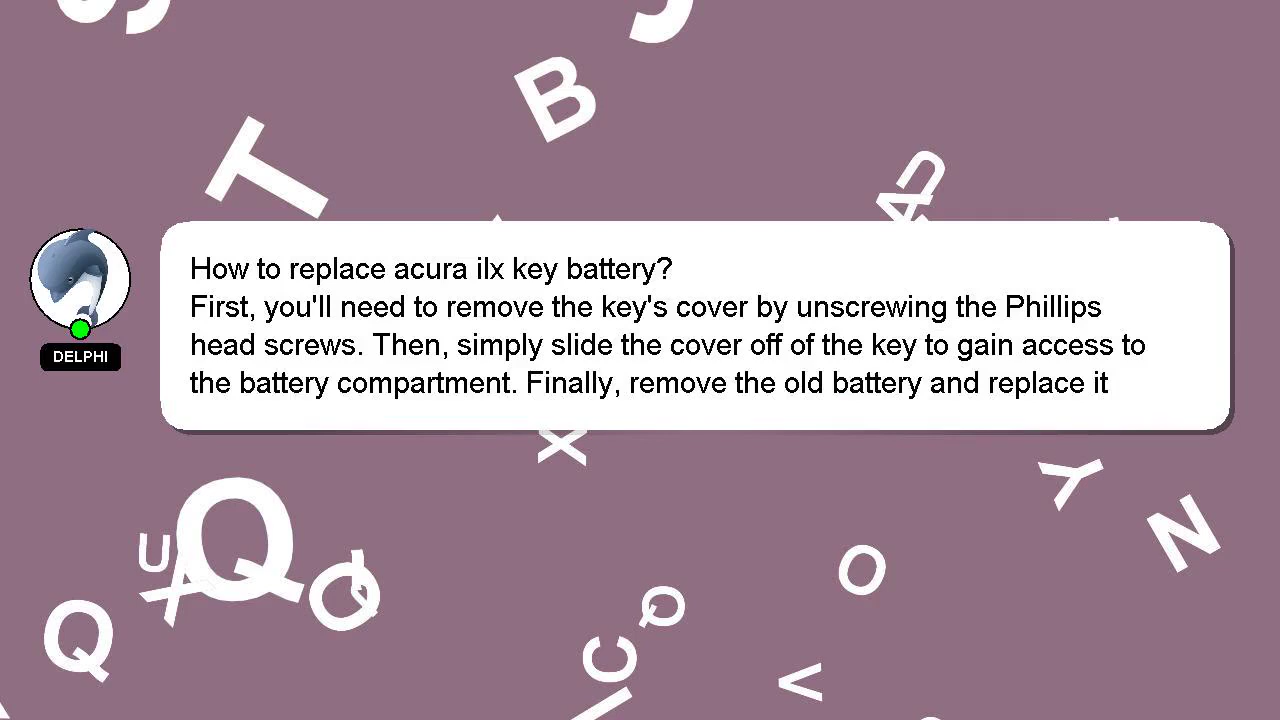 How to replace acura ilx key battery?
First, you'll need to remove the key's cover by unscrewing the Phillips
head screws. Then, simply slide the cover off of the key to gain access to
the battery compartment. Finally, remove the old battery and replace it
DELPHI
B
T
U
A
X
Y
N
Q
U
X
Q
O
Q
Q
C
V